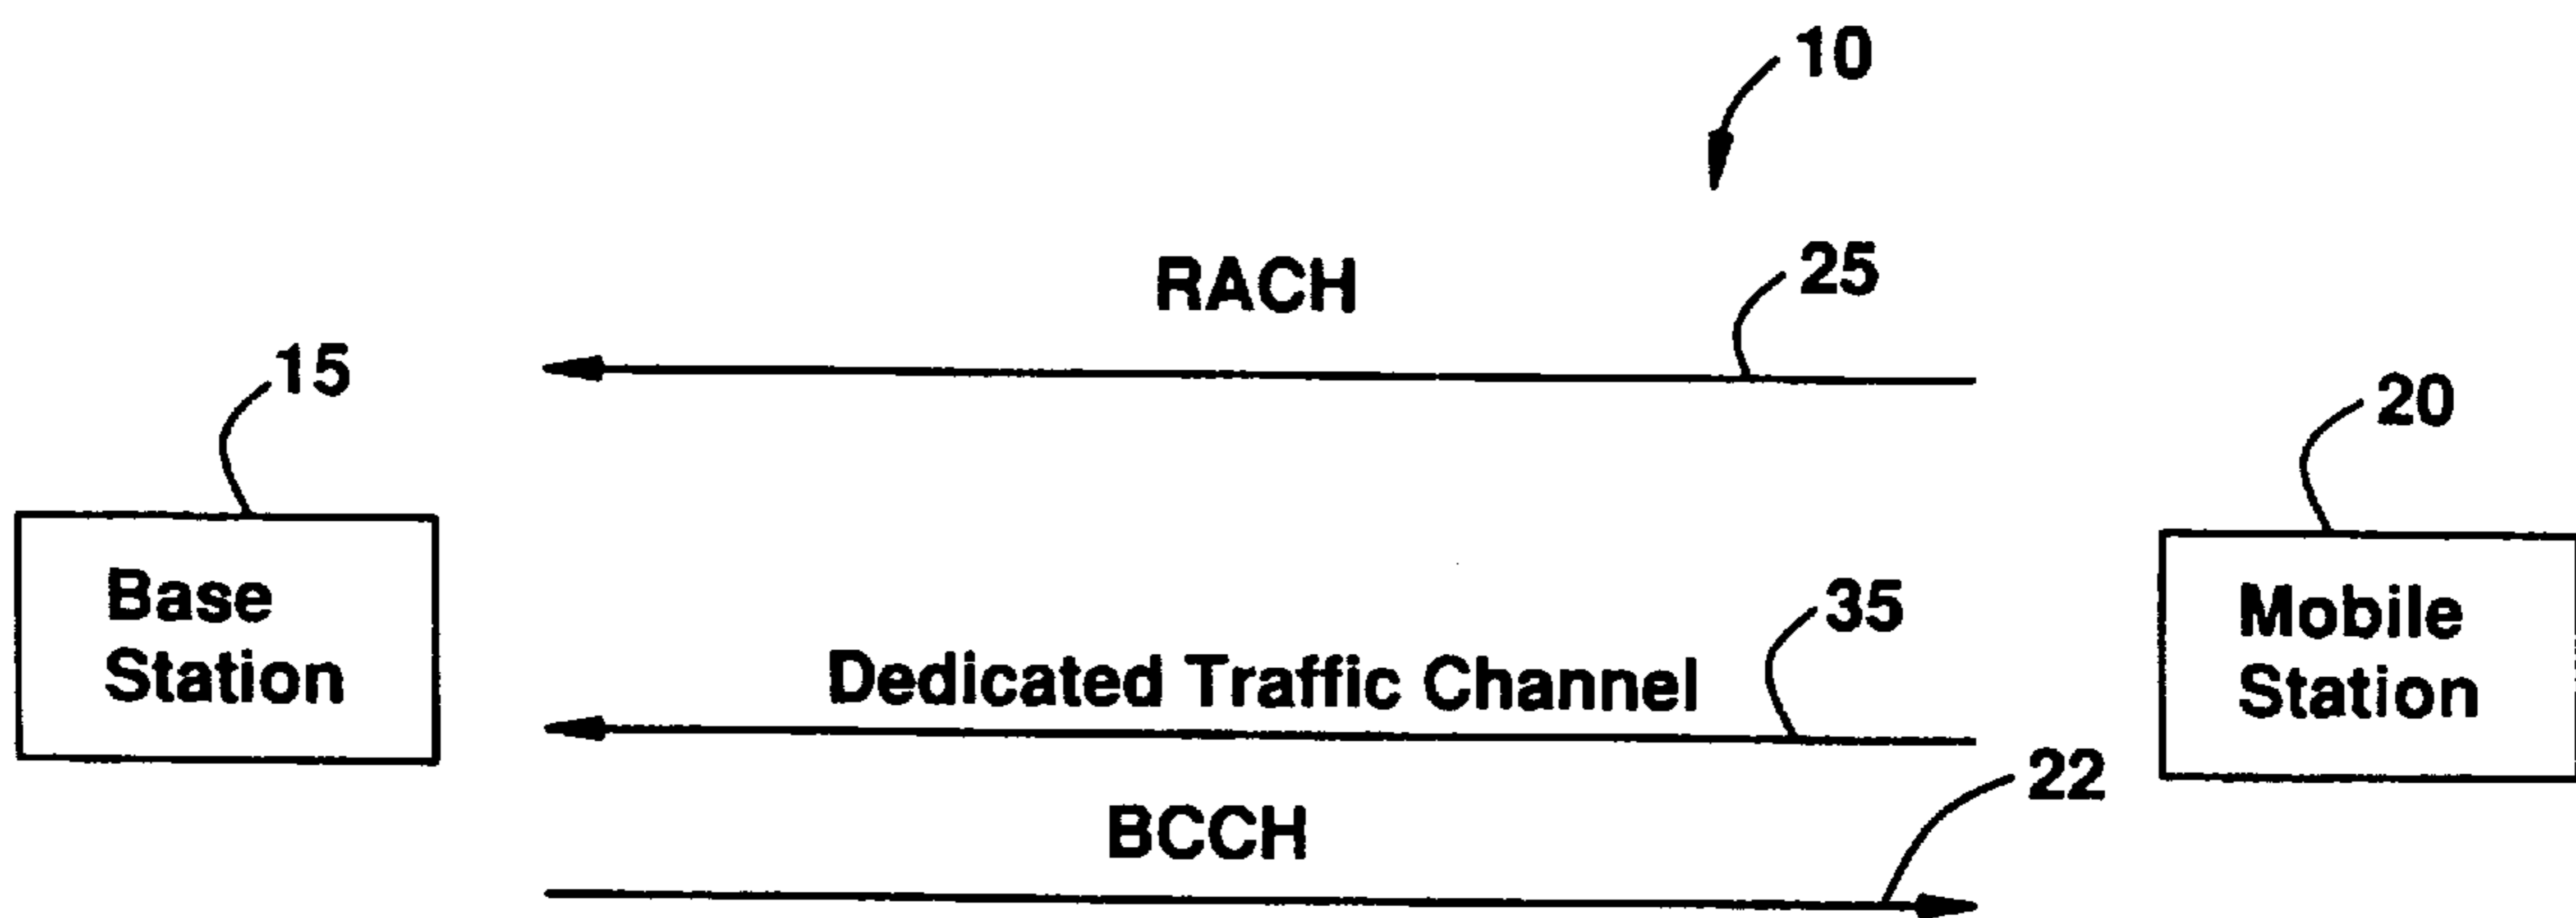 10
RACH
25
15
20
Base
Station
Mobile
Station
35
Dedicated Traffic Channel
22
BCCH